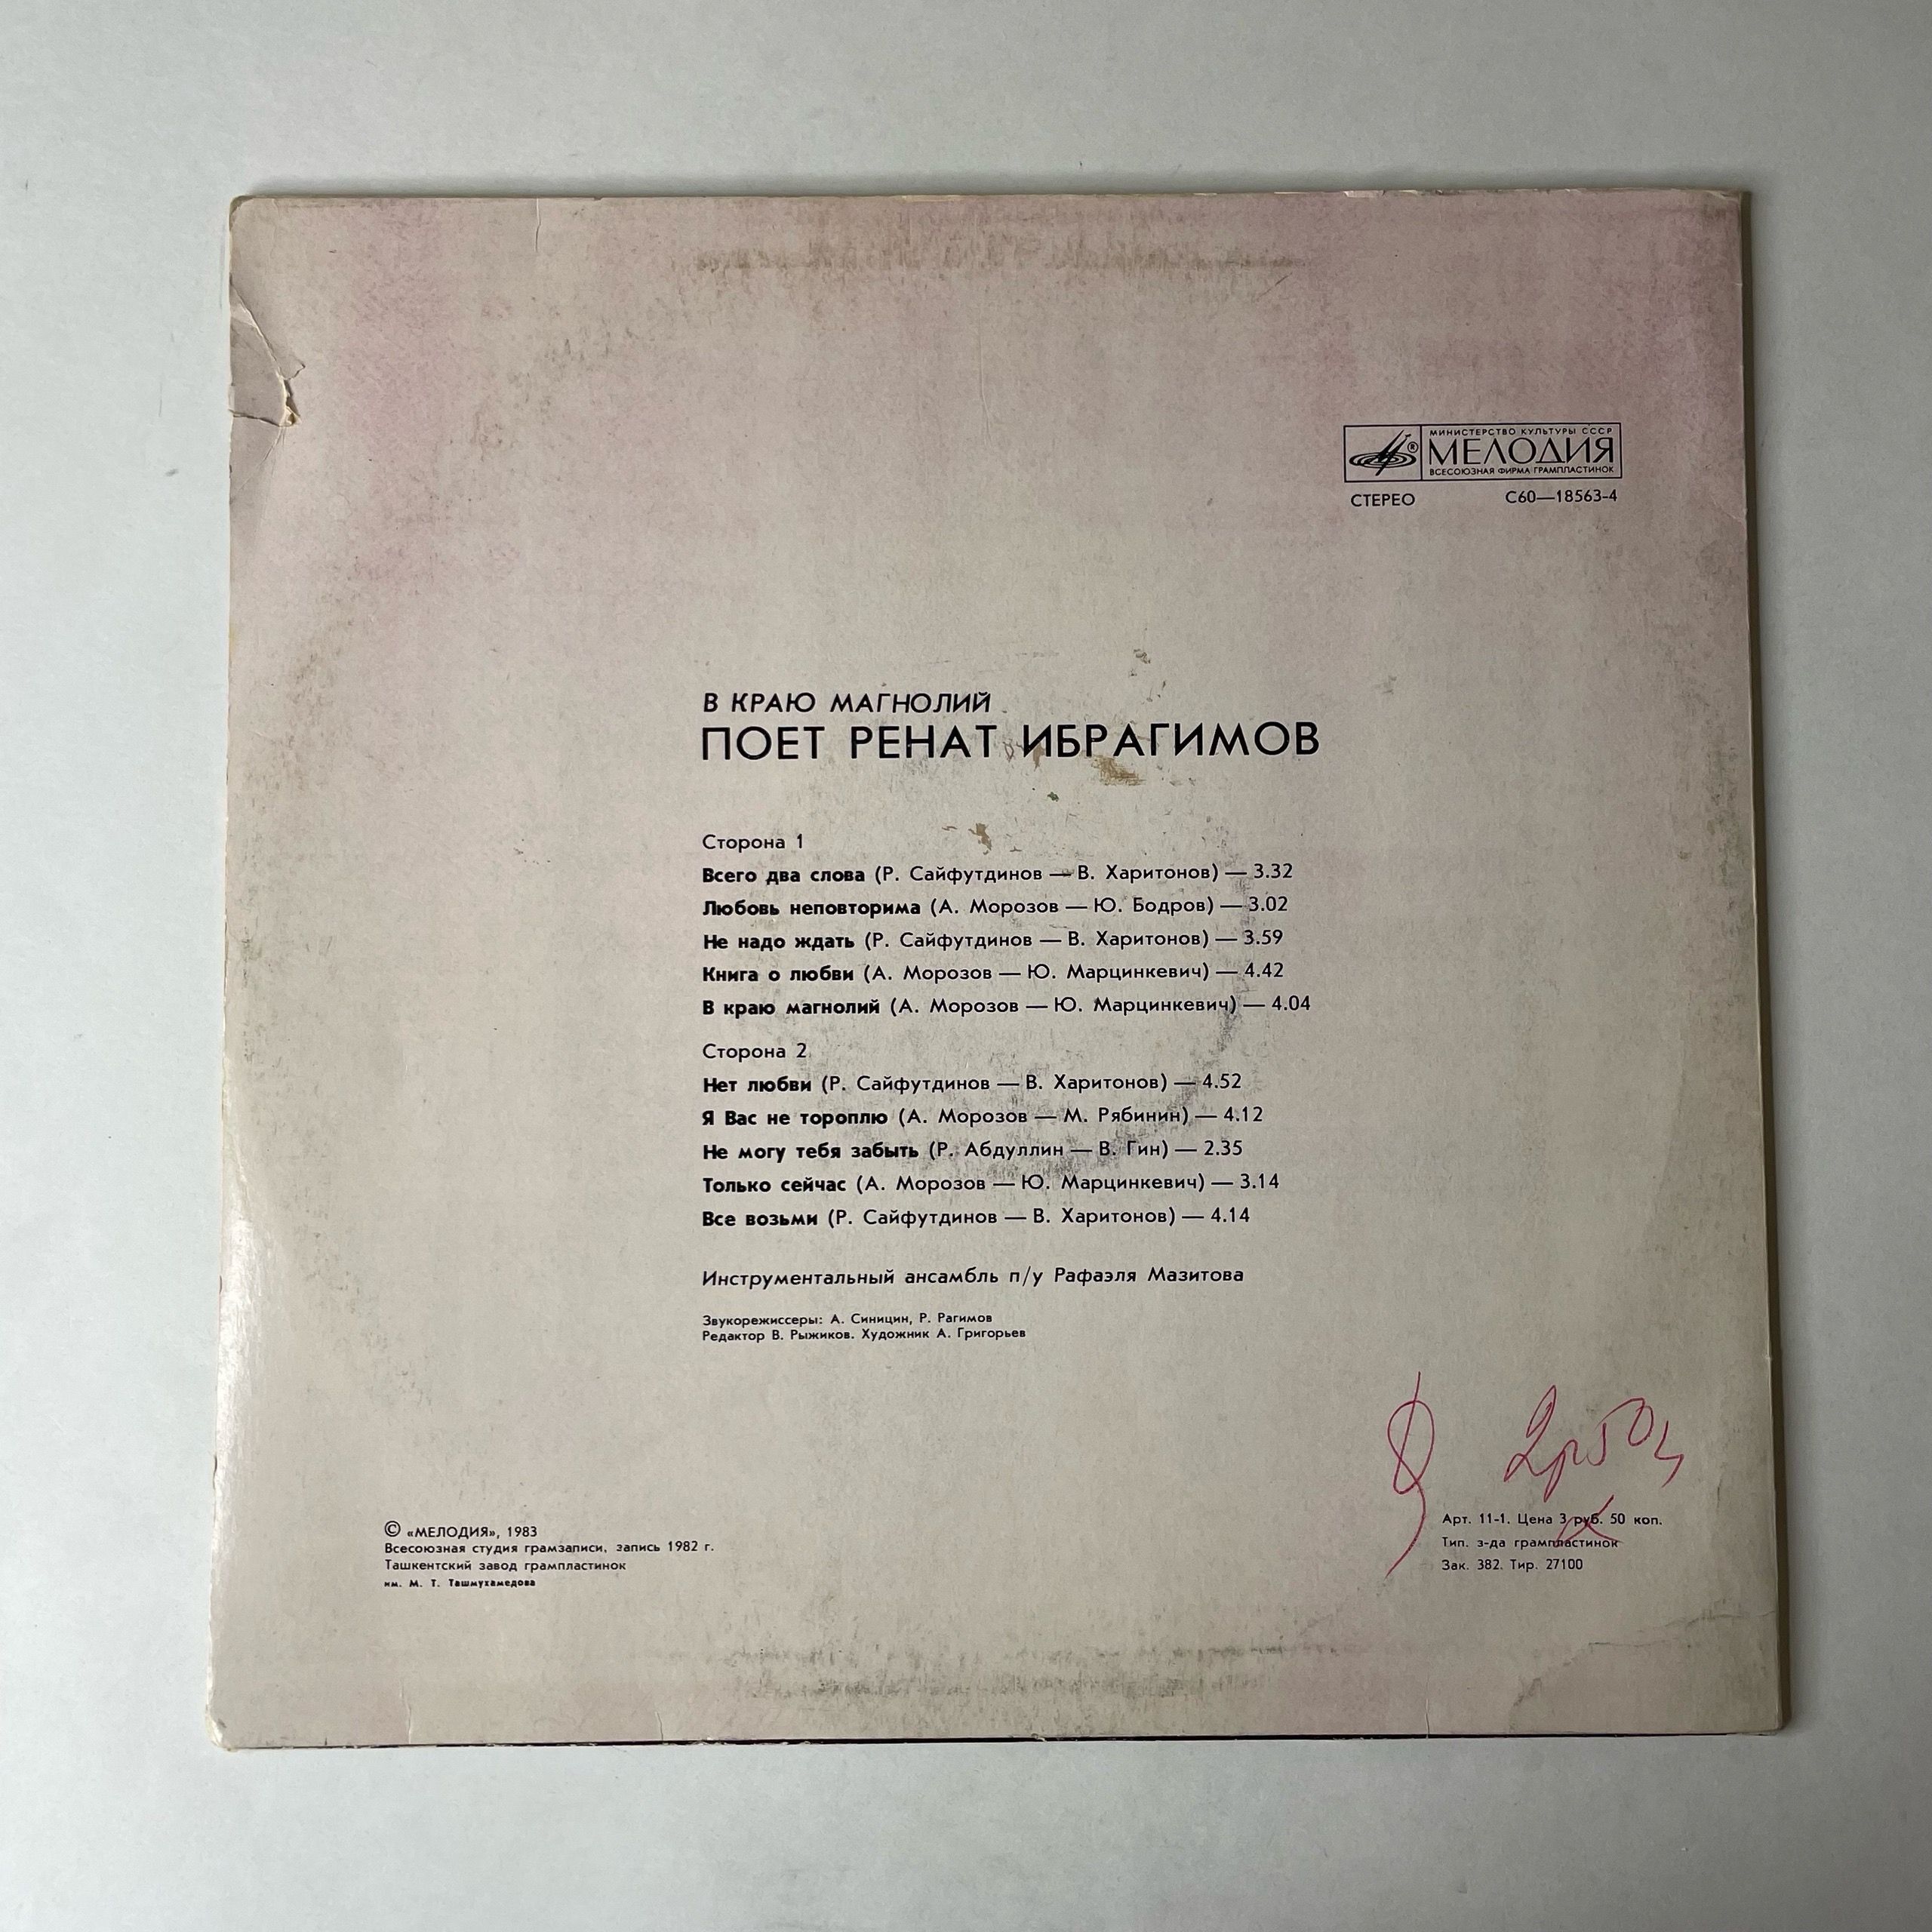 МИНИСТЕРСТВО КУЛЬТУРЫ СССР
МЕЛОДИЯ
ВСЕСОЮЗНАЯ ФИРМА ГРАМПЛАСТИНОК
СТЕРЕО С60—18563-4
В КРАЮ МАГНОЛИЙ
ПОЕТ РЕНАТ ИБРАГИМОВ
Сторона 1
Всего два слова (Р. Сайфутдинов — В. Харитонов) — 3.32
Любовь неповторима (А. Морозов — Ю. Бодров) — 3.02
Не надо ждать (Р. Сайфутдинов — В. Харитонов) — 3.59
Книга о любви (А. Морозов — Ю. Марцинкевич) — 4.42
В краю магнолий (А. Морозов — Ю. Марцинкевич) — 4.04
Сторона 2
Нет любви (Р. Сайфутдинов — В. Харитонов) — 4.52
Я Вас не тороплю (А. Морозов — М. Рябинин) — 4.12
Не могу тебя забыть (Р. Абдуллин — В. Гин) — 2.35
Только сейчас (А. Морозов — Ю. Марцинкевич) — 3.14
Все возьми (Р. Сайфутдинов — В. Харитонов) — 4.14
Инструментальный ансамбль п/у Рафаэля Мазитова
Звукорежиссеры: А. Синицин, Р. Рагимов
Редактор В. Рыжиков. Художник А. Григорьев
2р50
© «МЕЛОДИЯ», 1983
Всесоюзная студия грамзаписи, запись 1982 г.
Ташкентский завод грампластинок
им. М. Т. Ташмухамедова
Арт. 11-1. Цена 3 руб. 50 коп.
Тип. з-да грампластинок
Зак. 382. Тир. 27100